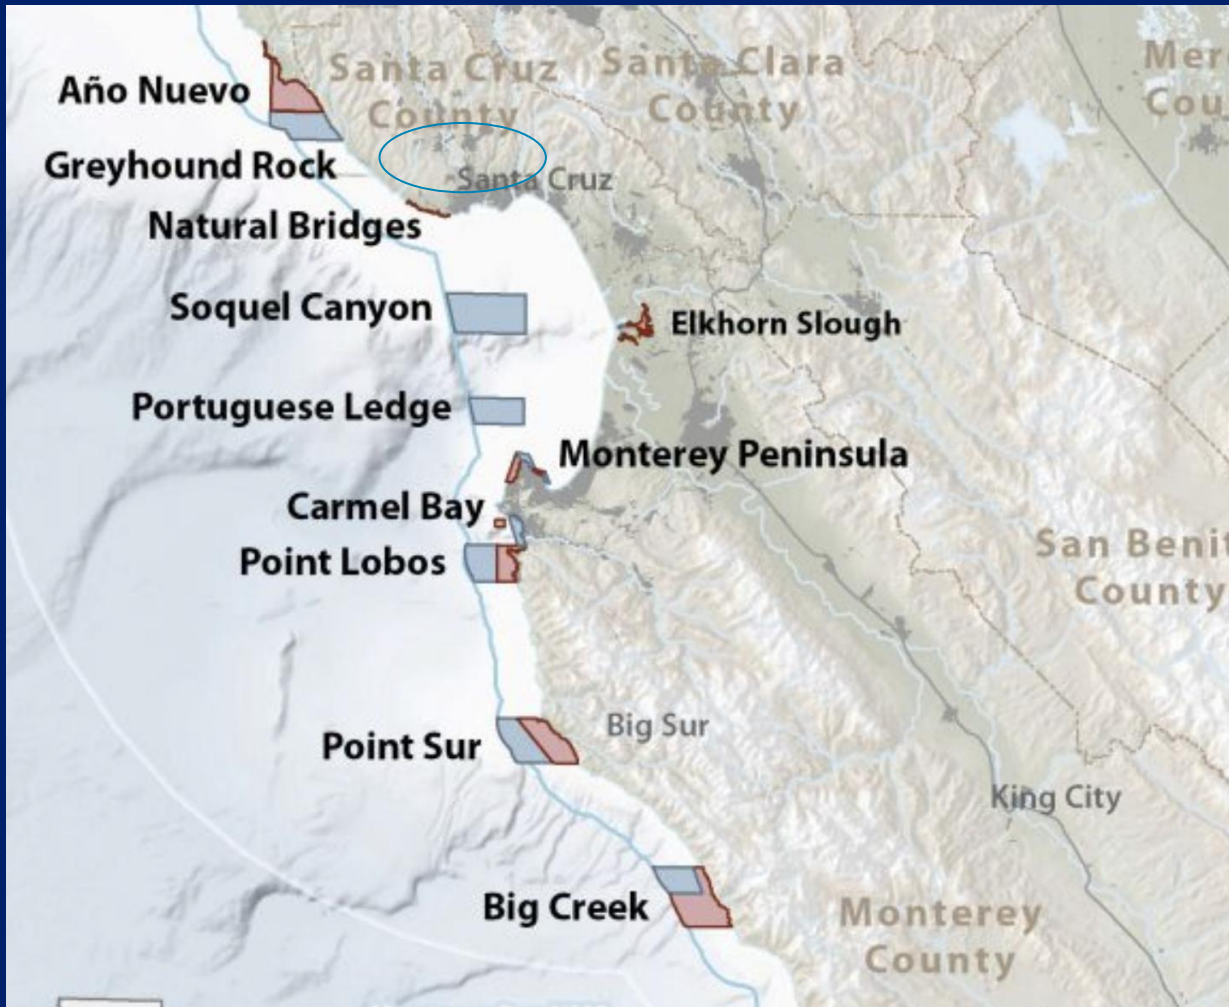 Santa Cruz
County
Santa Clara
County
Mer
Cou
Año Nuevo
Greyhound Rock
Santa Cruz
Natural Bridges
Soquel Canyon
Elkhorn Slough
Portuguese Ledge
Monterey Peninsula
Carmel Bay
Point Lobos
San Benit
County
Big Sur
Point Sur
King City
Big Creek
Monterey
County